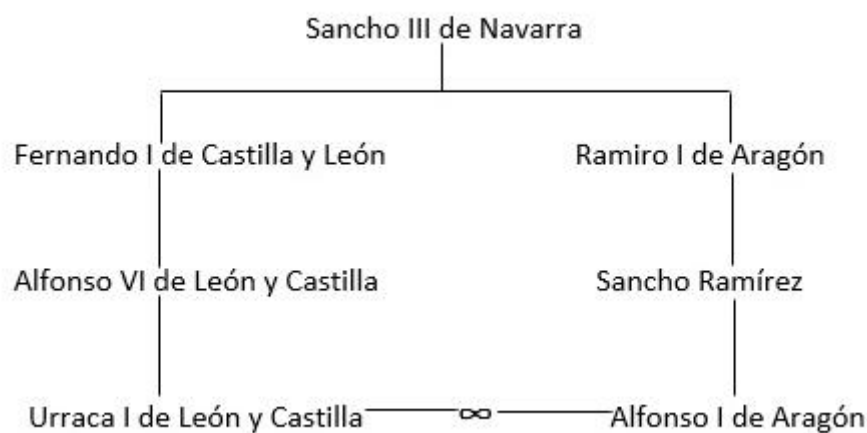 Sancho III de Navarra
Fernando I de Castilla y León
Ramiro I de Aragón
Alfonso VI de León y Castilla
Sancho Ramírez
Urraca I de León y Castilla
∞
Alfonso I de Aragón